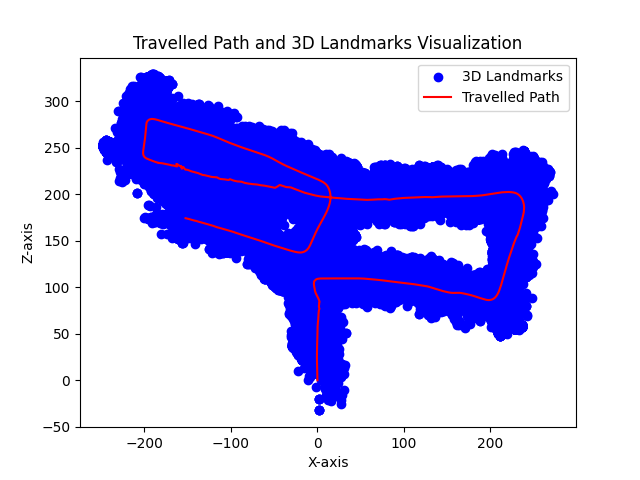 Travelled Path and 3D Landmarks Visualization
3D Landmarks
Travelled Path
Z-axis
300
250
200
150
100
50
0
−50
−200
−100
0
100
200
X-axis